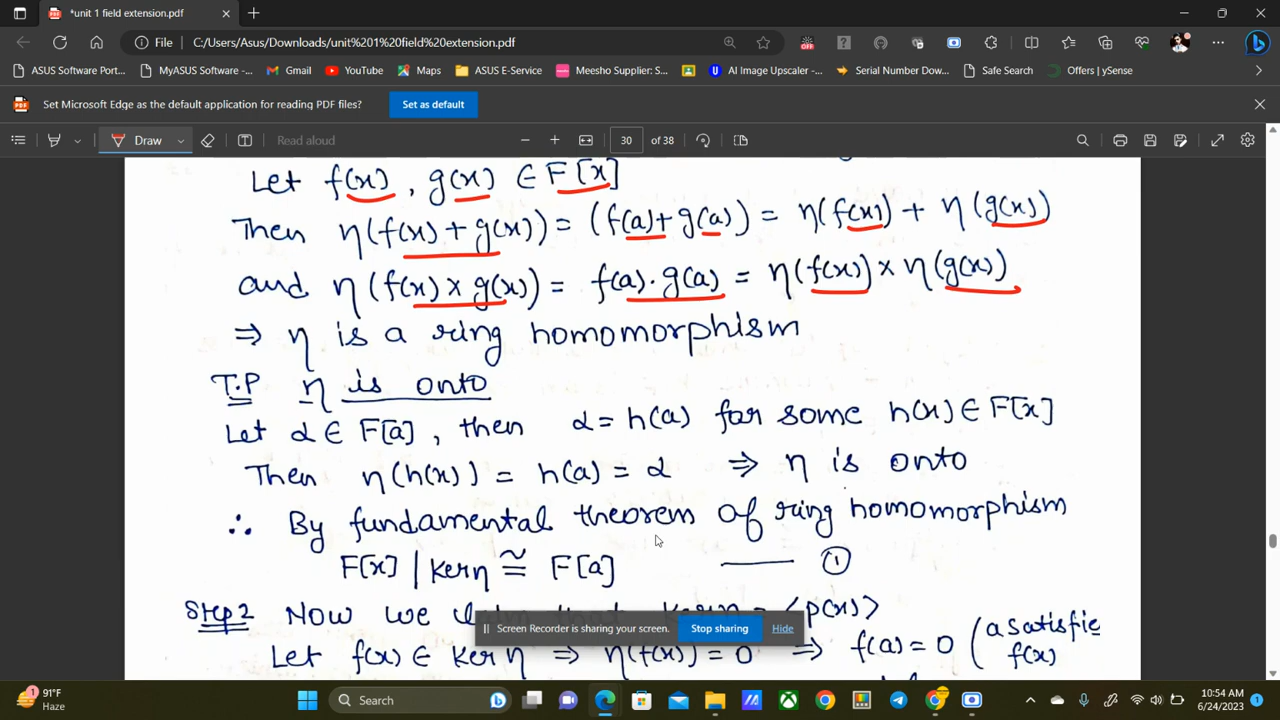 *unit 1 field extension.pdf
File C:/Users/Asus/Downloads/unit%201%20field%20extension.pdf
ASUS Software Port... MyASUS Software -... Gmail YouTube Maps ASUS E-Service Meesho Supplier: S... AI Image Upscaler -... Serial Number Dow... Safe Search Offers | ySense
Set Microsoft Edge as the default application for reading PDF files? Set as default
Draw Read aloud 30 of 38
Let f(x), g(x) ∈ F[x]
Then η(f(x) + g(x)) = (f(a) + g(a)) = η(f(x)) + η(g(x))
and η(f(x) × g(x)) = f(a)·g(a) = η(f(x)) × η(g(x))
⇒ η is a ring homomorphism
T.P η is onto
Let α ∈ F[a], then α = h(a) for some h(x) ∈ F[x]
Then η(h(x)) = h(a) = α ⇒ η is onto
∴ By fundamental theorem of ring homomorphism
F[x] | Ker η ≅ F[a] —— ①
Step 2 Now we that = <p(x)>
Screen Recorder is sharing your screen. Stop sharing Hide
Let f(x) ∈ Ker η ⇒ η(f(x)) = 0 ⇒ f(a) = 0 (a satisfie
f(x)
91°F
Haze
Search
10:54 AM
6/24/2023